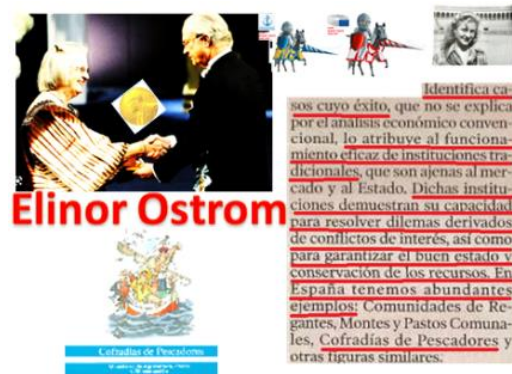 Elinor Ostrom
Cofradías de Pescadores
Identifica ca-
sos cuyo éxito, que no se explica
por el análisis económico conven-
cional, lo atribuye al funciona-
miento eficaz de instituciones tra-
dicionales, que son ajenas al mer-
cado y al Estado. Dichas institu-
ciones demuestran su capacidad
para resolver dilemas derivados
de conflictos de interés, así como
para garantizar el buen estado y
conservación de los recursos. En
España tenemos abundantes
ejemplos: Comunidades de Re-
gantes, Montes y Pastos Comuna-
les, Cofradías de Pescadores y
otras figuras similares.